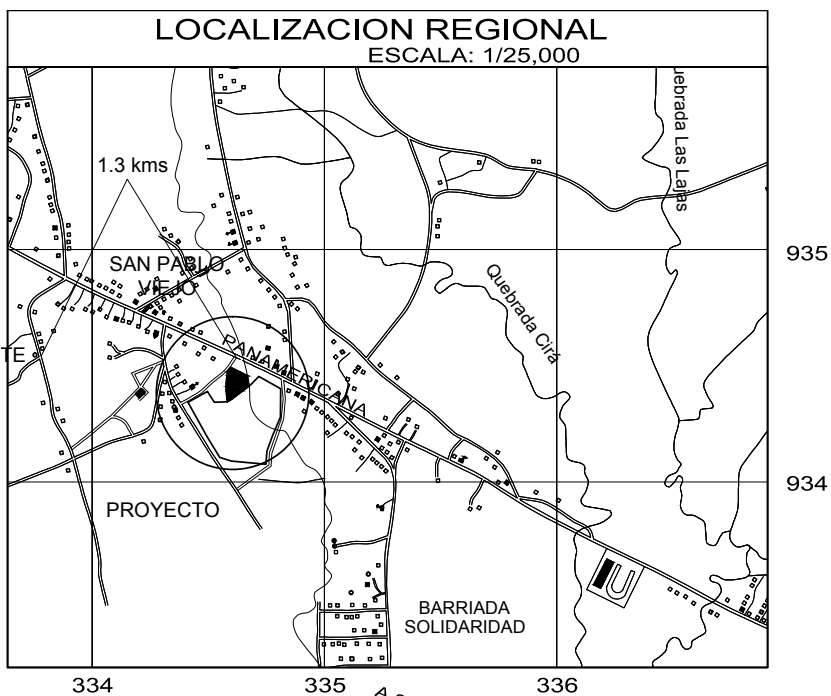 LOCALIZACION REGIONAL
ESCALA: 1/25,000
uebrada Las Lajas
1.3 kms
935
SAN PABLO
VIEJO
Quebrada Cirá
TE
PANAMERICANA
934
PROYECTO
BARRIADA
SOLIDARIDAD
334
335
336